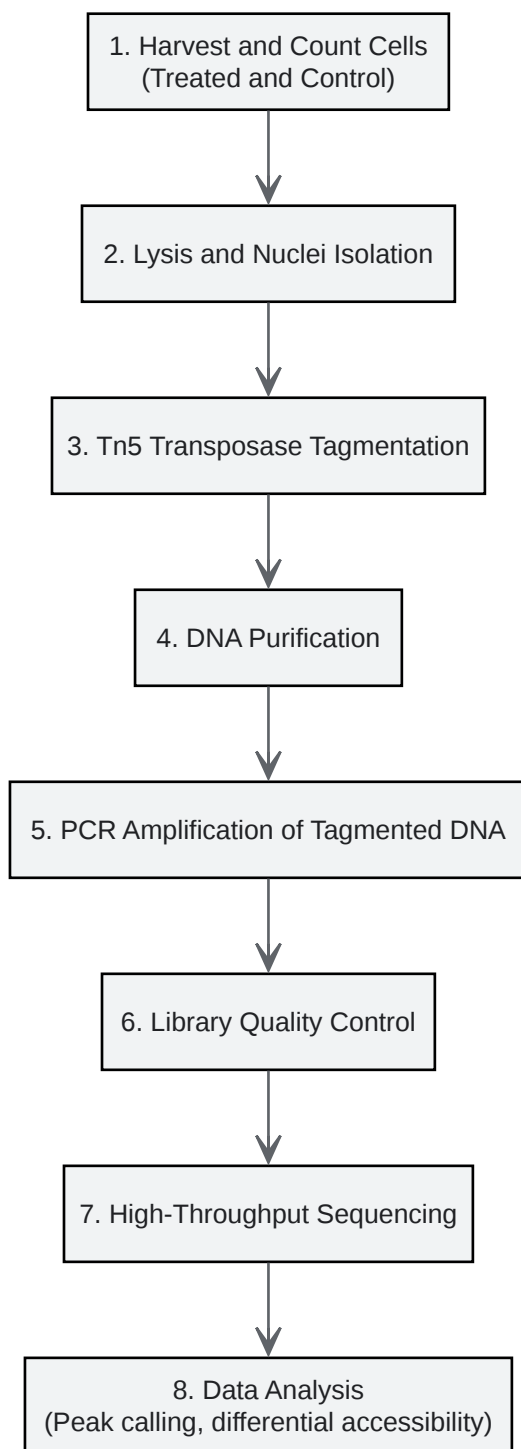 1. Harvest and Count Cells
(Treated and Control)
2. Lysis and Nuclei Isolation
3. Tn5 Transposase Tagmentation
4. DNA Purification
5. PCR Amplification of Tagmented DNA
6. Library Quality Control
7. High-Throughput Sequencing
8. Data Analysis
(Peak calling, differential accessibility)